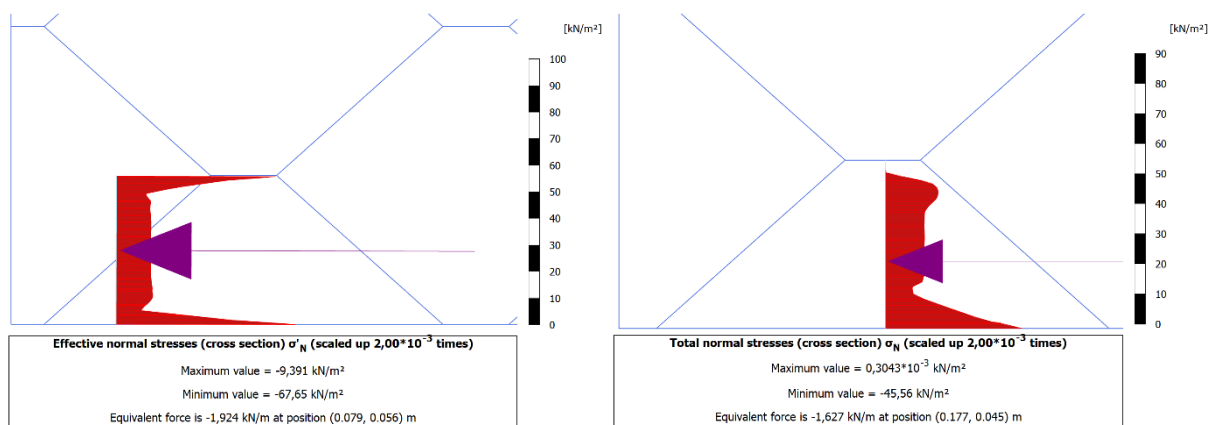 [kN/m²]
100
90
80
70
60
50
40
30
20
10
0
Effective normal stresses (cross section) σ'N (scaled up 2,00*10⁻³ times)
Maximum value = -9,391 kN/m²
Minimum value = -67,65 kN/m²
Equivalent force is -1,924 kN/m at position (0.079, 0.056) m
[kN/m²]
90
80
70
60
50
40
30
20
10
0
Total normal stresses (cross section) σN (scaled up 2,00*10⁻³ times)
Maximum value = 0,3043*10⁻³ kN/m²
Minimum value = -45,56 kN/m²
Equivalent force is -1,627 kN/m at position (0.177, 0.045) m